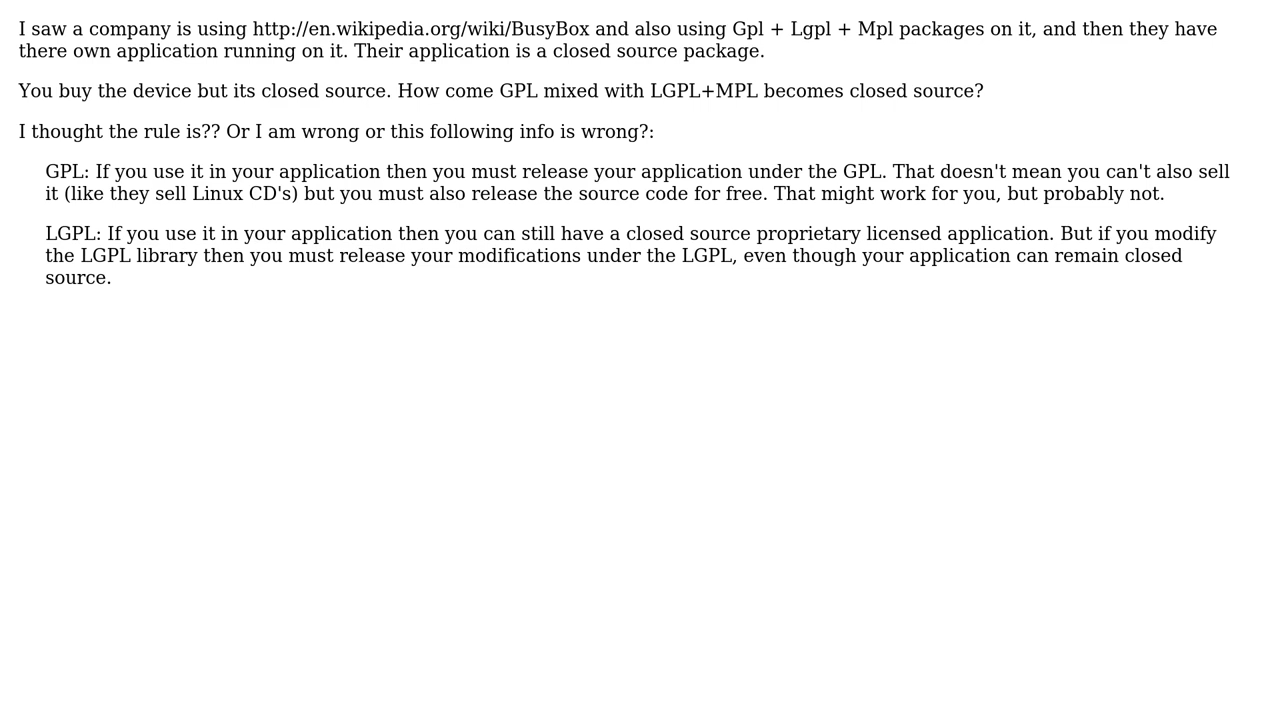 I saw a company is using http://en.wikipedia.org/wiki/BusyBox and also using Gpl + Lgpl + Mpl packages on it, and then they have
there own application running on it. Their application is a closed source package.
You buy the device but its closed source. How come GPL mixed with LGPL+MPL becomes closed source?
I thought the rule is?? Or I am wrong or this following info is wrong?:
GPL: If you use it in your application then you must release your application under the GPL. That doesn't mean you can't also sell
it (like they sell Linux CD's) but you must also release the source code for free. That might work for you, but probably not.
LGPL: If you use it in your application then you can still have a closed source proprietary licensed application. But if you modify
the LGPL library then you must release your modifications under the LGPL, even though your application can remain closed
source.